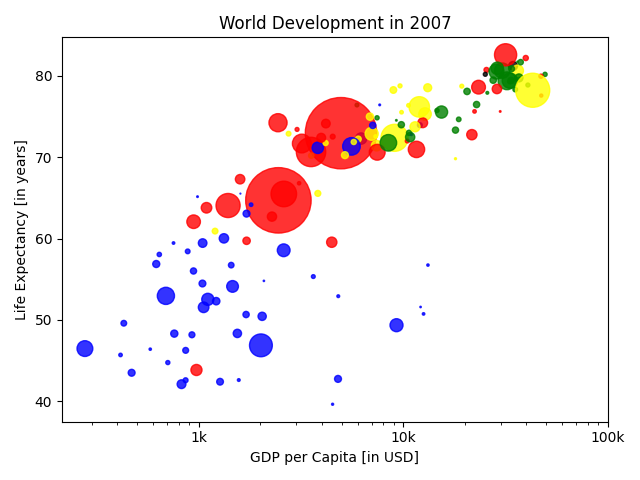 World Development in 2007
Life Expectancy [in years]
80
70
60
50
40
1k
10k
100k
GDP per Capita [in USD]